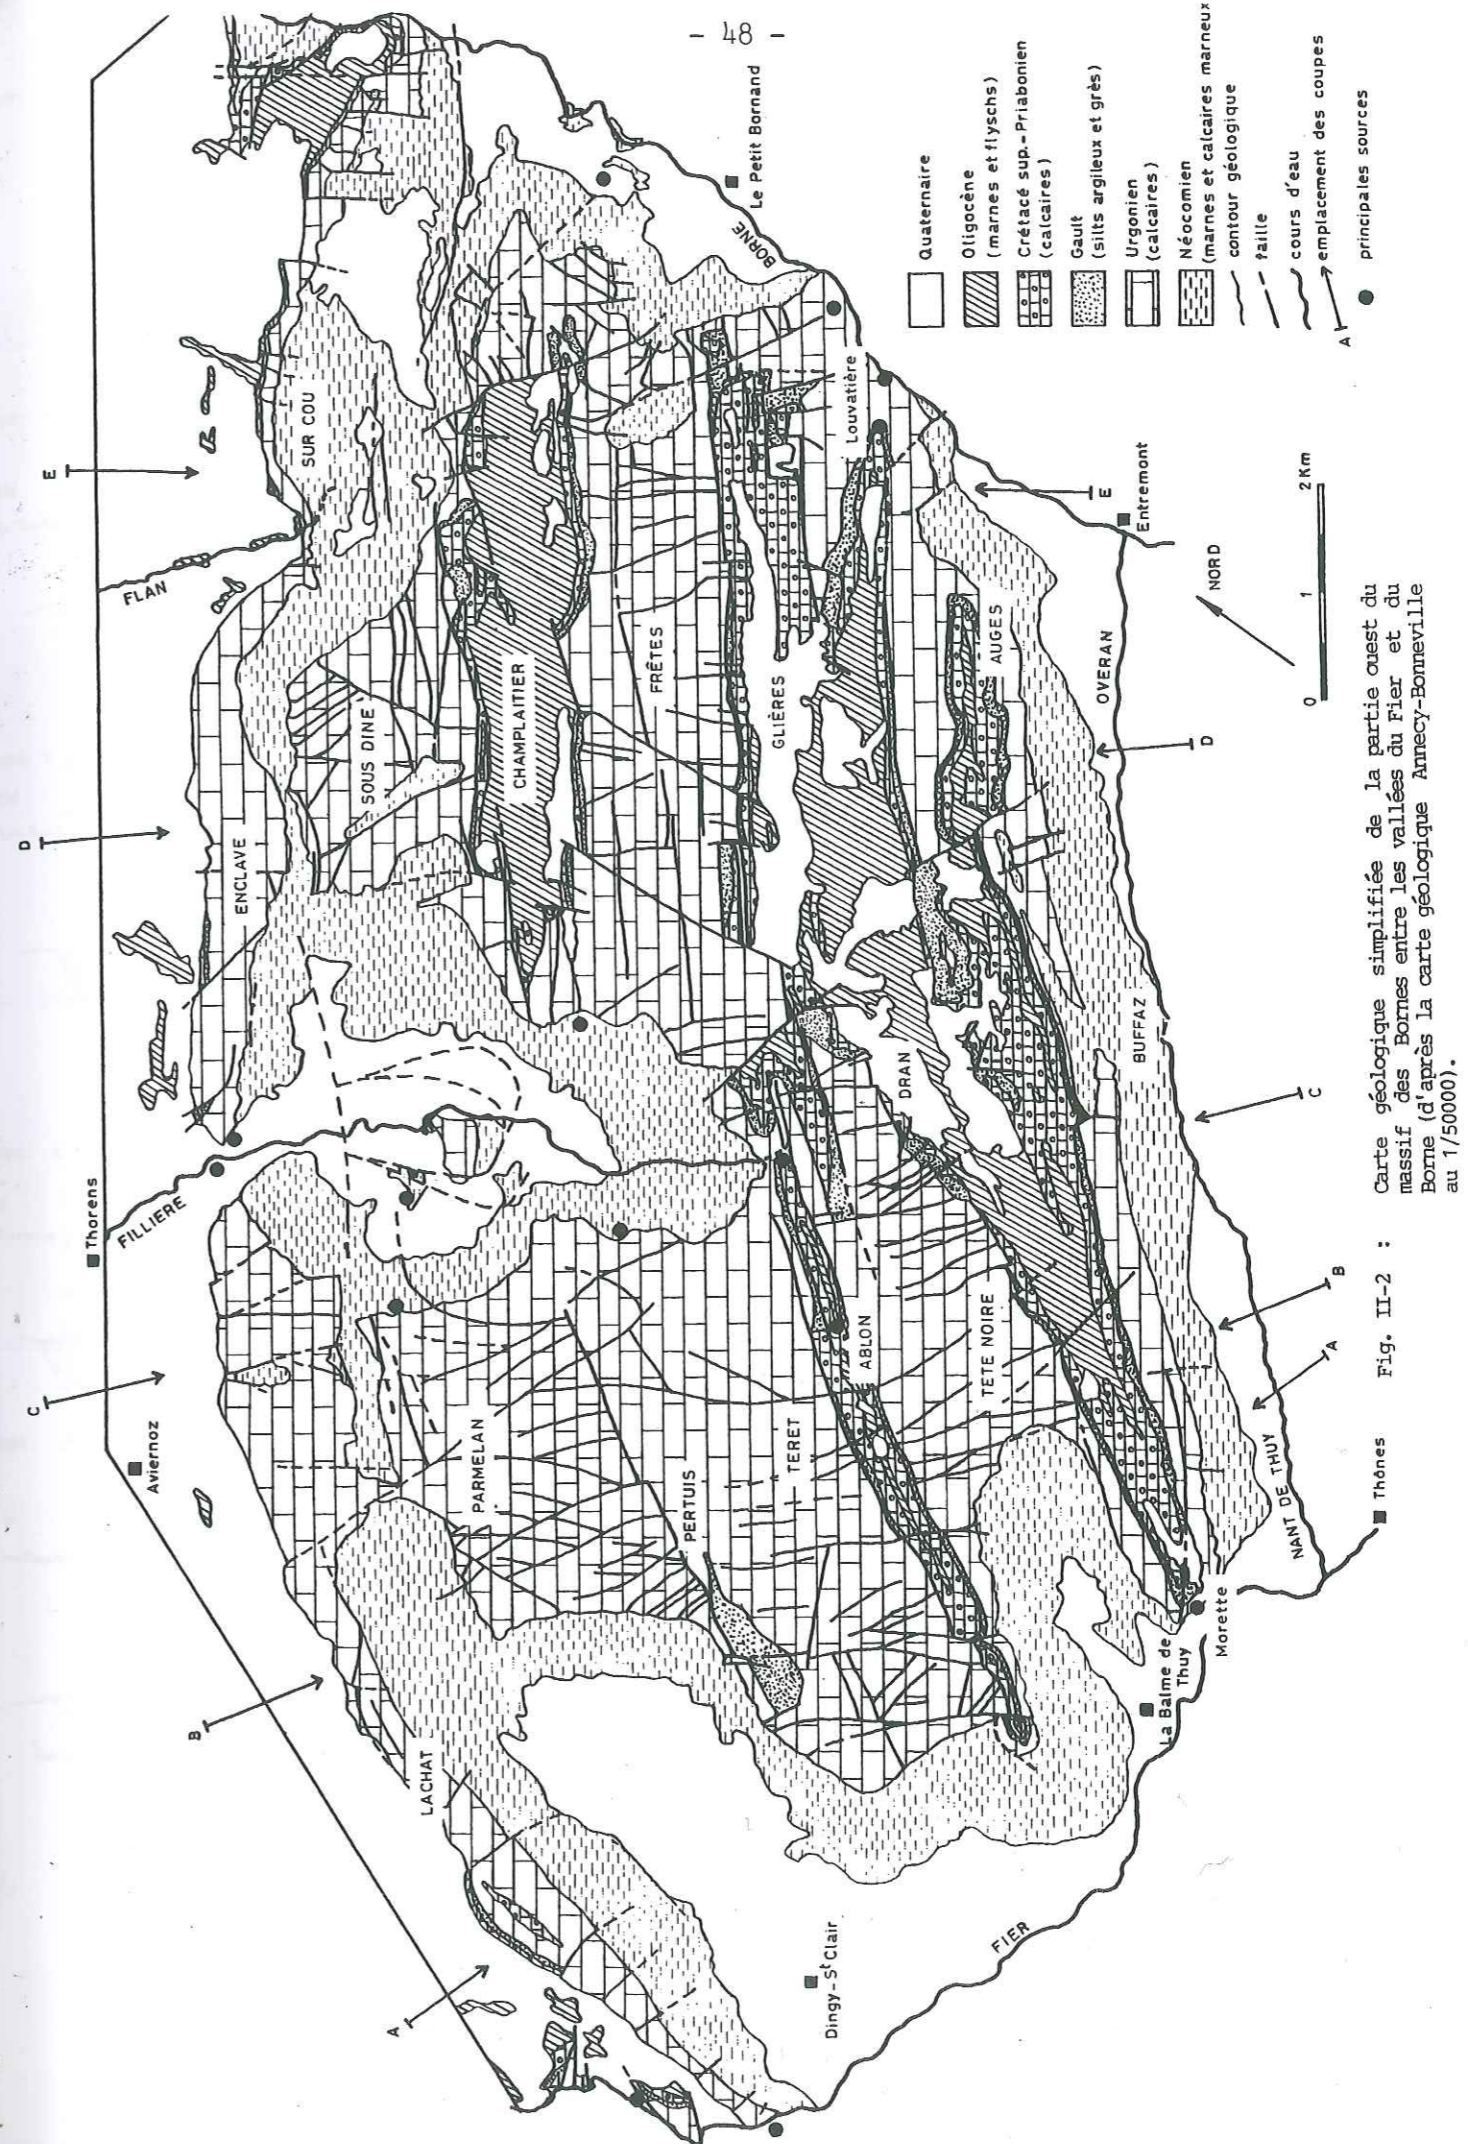 - 48 -
Quaternaire
Oligocène
(marnes et flyschs)
Crétacé sup.-Priabonien
(calcaires)
Gault
(silts argileux et grès)
Urgonien
(calcaires)
Néocomien
(marnes et calcaires marneux
contour géologique
faille
cours d'eau
A emplacement des coupes
principales sources
Le Petit Bornand
BORNE
E
SUR COU
FLAN
Louvatière
E
Entremont
NORD
0 1 2 Km
OVERAN
AUGES
GLIÈRES
FRÊTES
CHAMPLAITIER
SOUS DINE
ENCLAVE
D
D
BUFFAZ
DRAN
C
Thorens
FILLIERE
C
Aviernoz
PARMELAN
PERTUIS
TERET
ABLON
TETE NOIRE
B
A
NANT DE THUY
Thônes
Morette
La Balme de
Thuy
B
LACHAT
A
Dingy-St Clair
FIER
Fig. II-2 : Carte géologique simplifiée de la partie ouest du
massif des Bornes entre les vallées du Fier et du
Borne (d'après la carte géologique Annecy-Bonneville
au 1/50000).